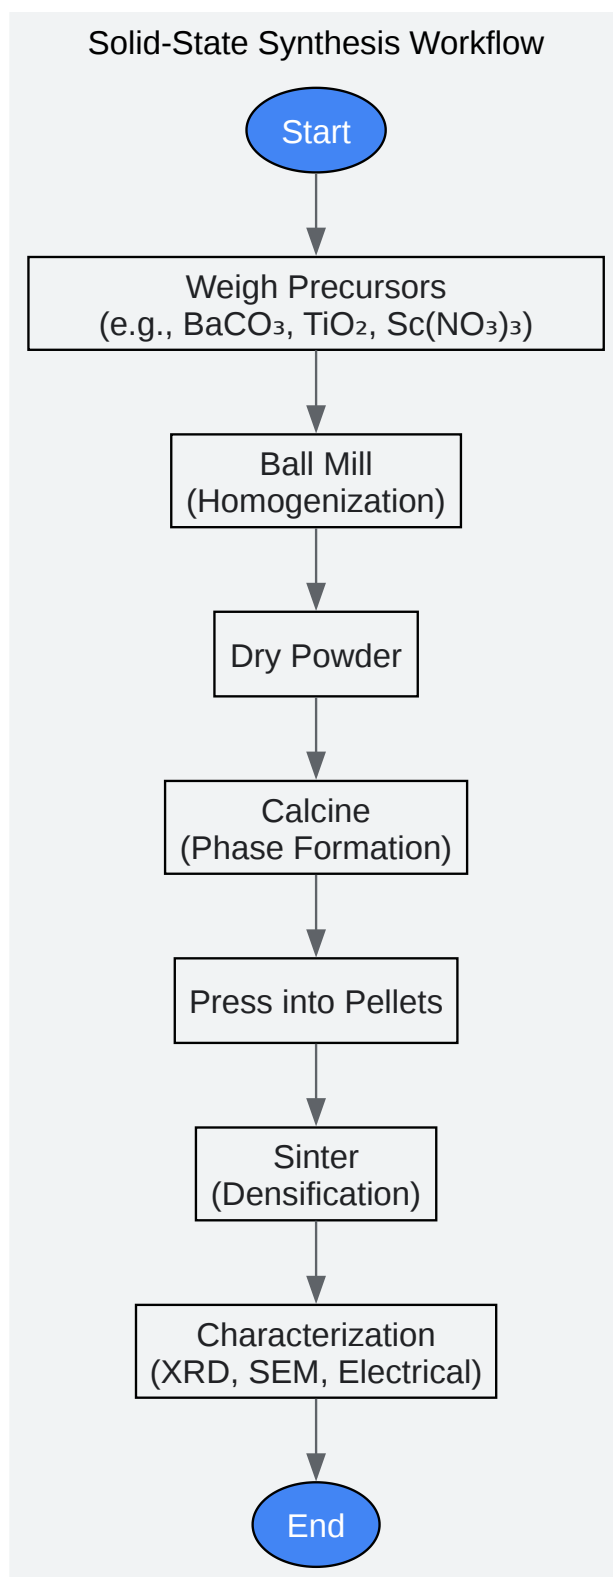 Solid-State Synthesis Workflow
Start
Weigh Precursors
(e.g., BaCO₃, TiO₂, Sc(NO₃)₃)
Ball Mill
(Homogenization)
Dry Powder
Calcine
(Phase Formation)
Press into Pellets
Sinter
(Densification)
Characterization
(XRD, SEM, Electrical)
End